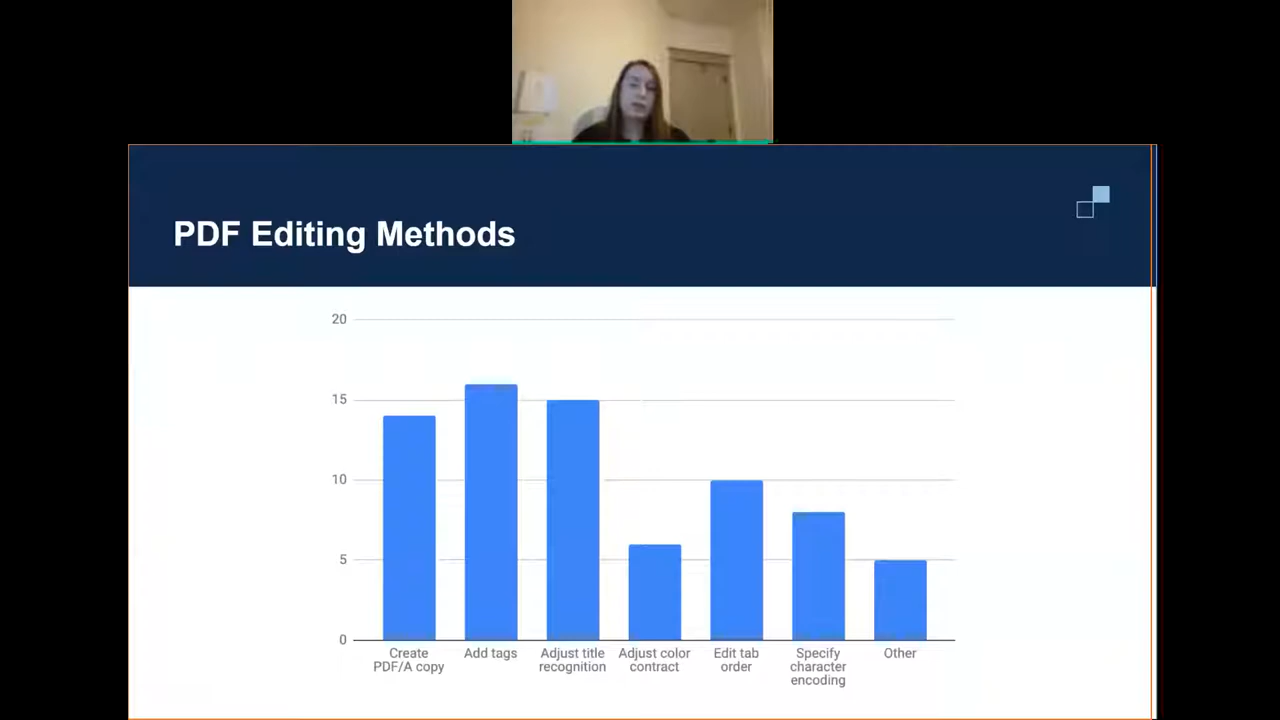 PDF Editing Methods
20
15
10
5
0
Create
PDF/A copy
Add tags
Adjust title
recognition
Adjust color
contract
Edit tab
order
Specify
character
encoding
Other